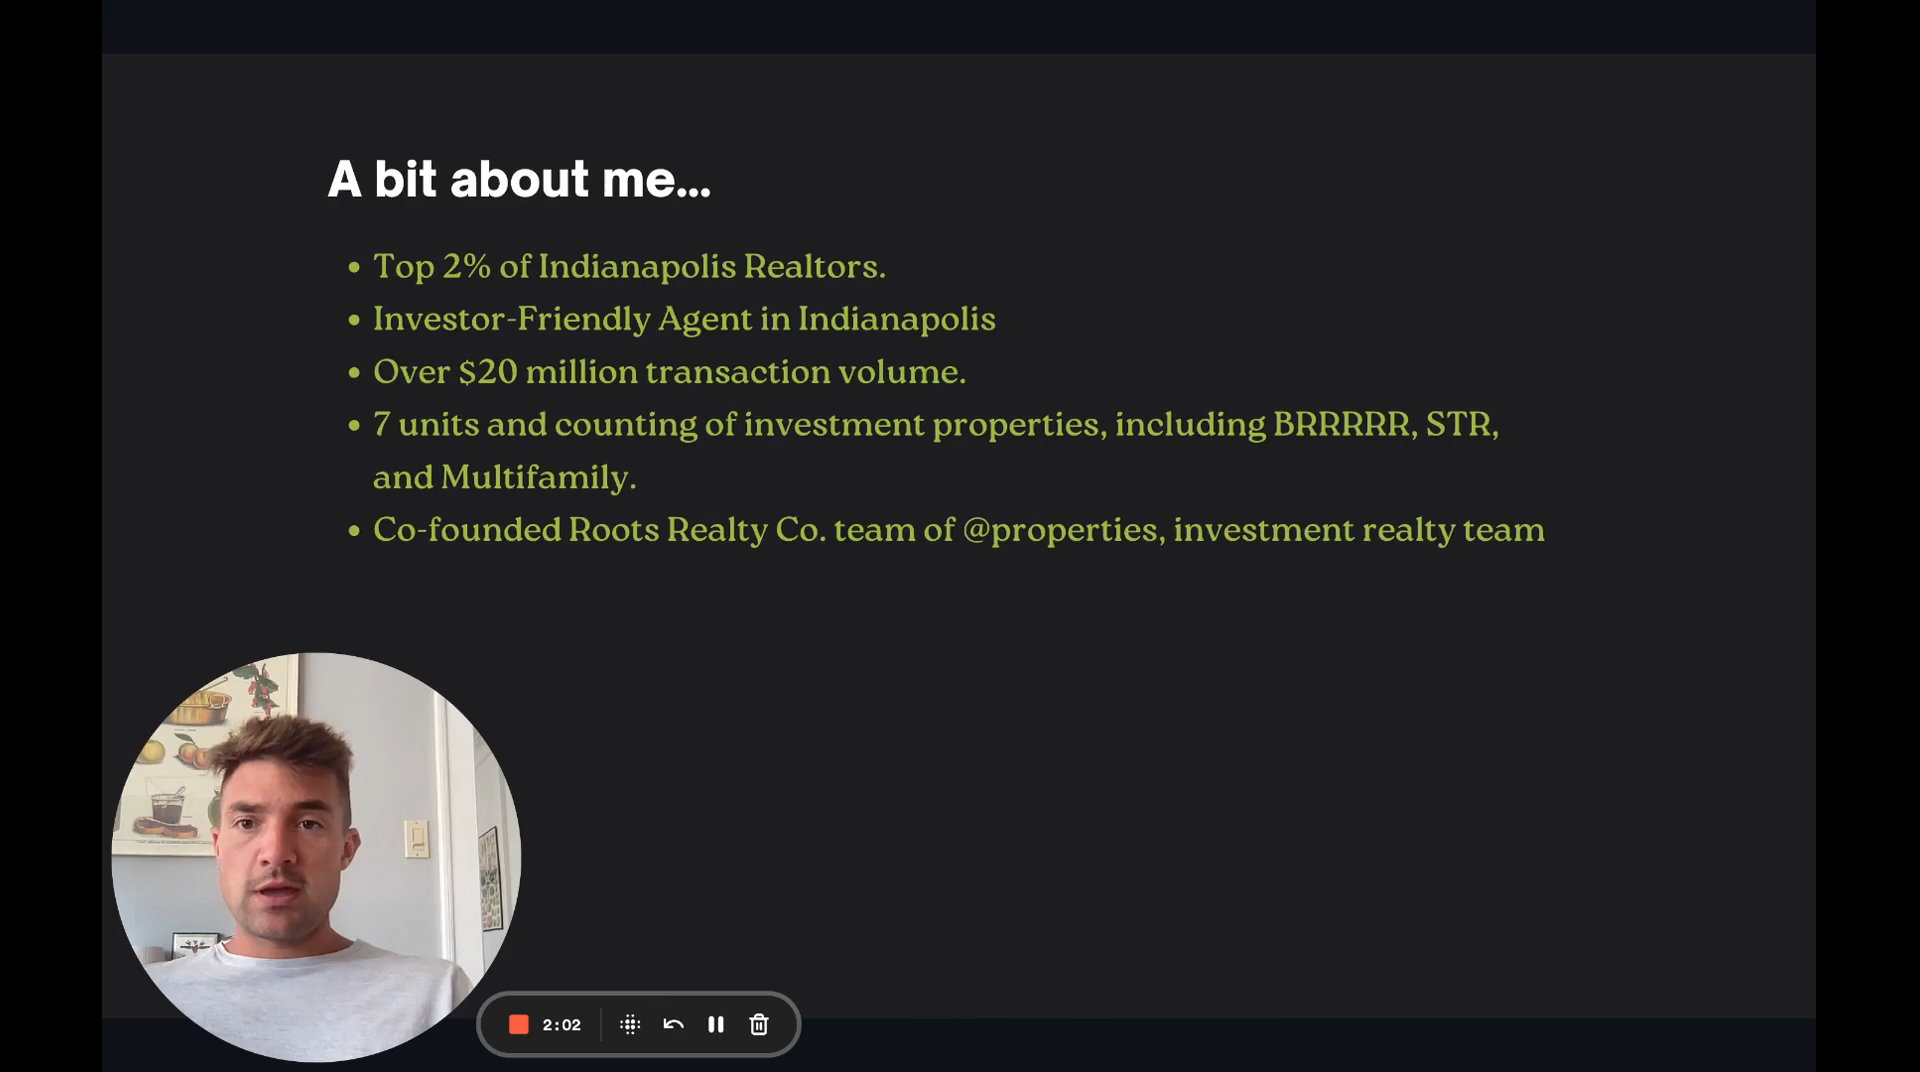 A bit about me...
• Top 2% of Indianapolis Realtors.
• Investor-Friendly Agent in Indianapolis
• Over $20 million transaction volume.
• 7 units and counting of investment properties, including BRRRRR, STR,
and Multifamily.
• Co-founded Roots Realty Co. team of @properties, investment realty team
2:02